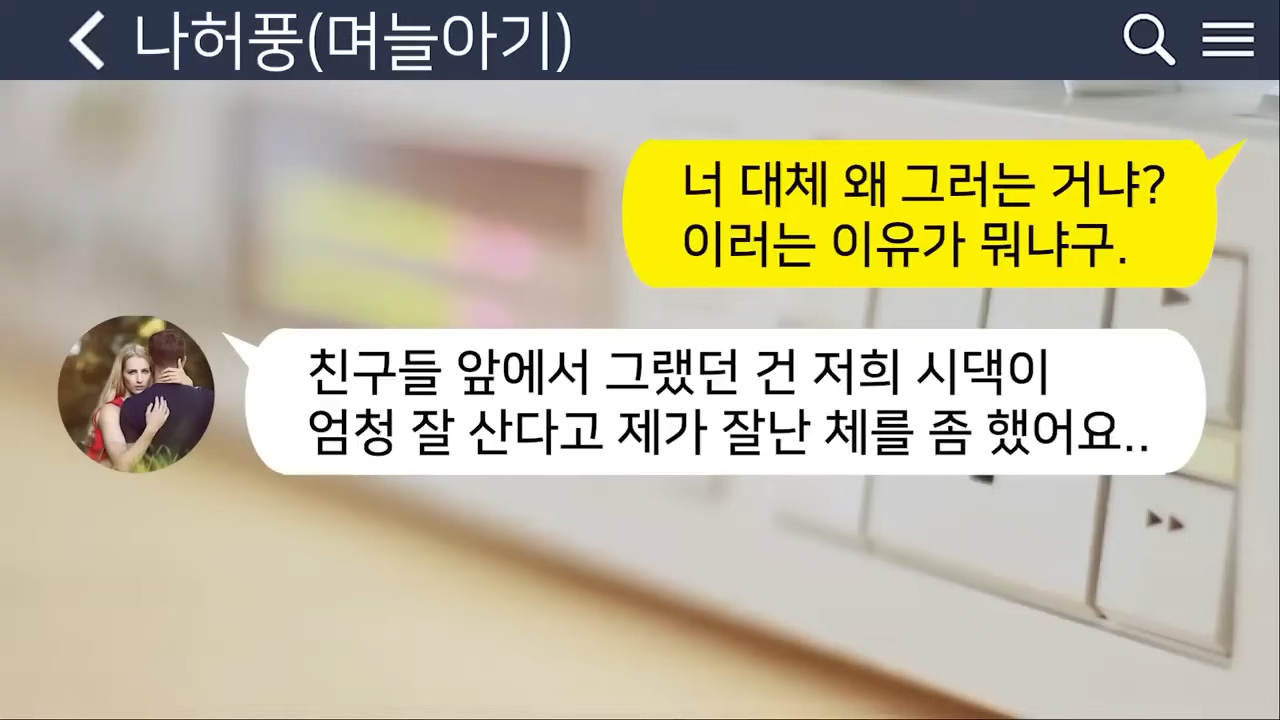 나허풍(며늘아기)
너 대체 왜 그러는 거냐?
이러는 이유가 뭐냐구.
친구들 앞에서 그랬던 건 저희 시댁이
엄청 잘 산다고 제가 잘난 체를 좀 했어요..